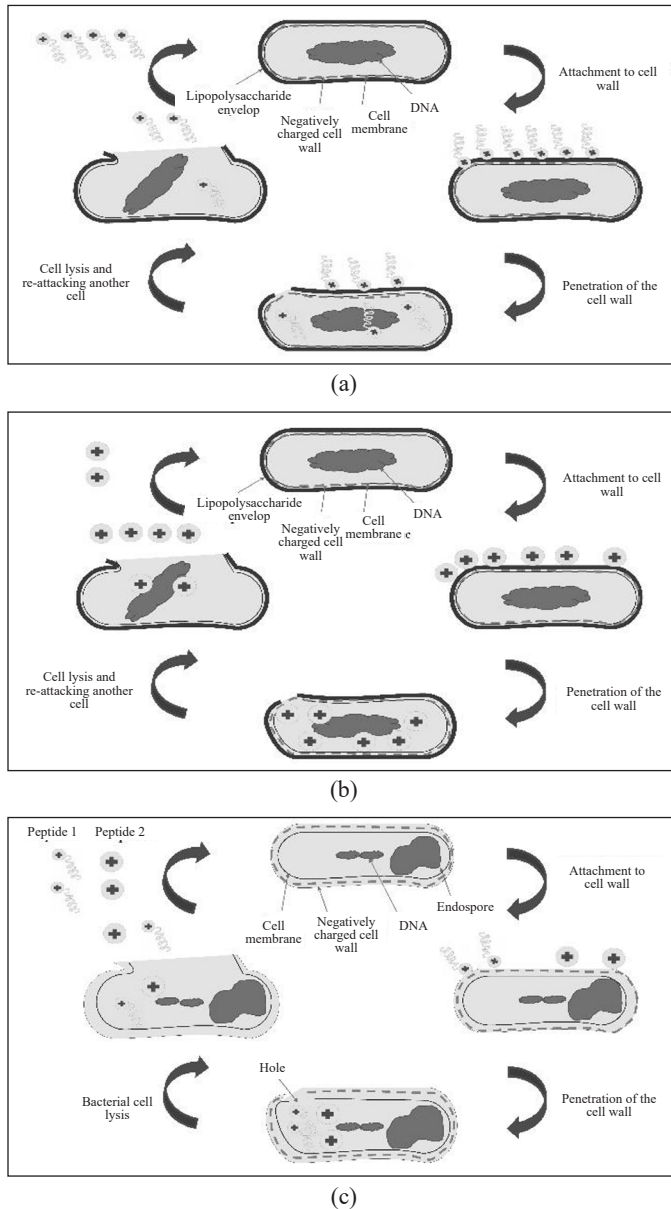 Lipopolysaccharide
envelop
Negatively
charged cell
wall
Cell
membrane
DNA
Attachment to cell
wall
Cell lysis and
re-attacking another
cell
Penetration of the
cell wall
(a)
Lipopolysaccharide
envelop
Negatively
charged cell
wall
Cell
membrane
DNA
Attachment to cell
wall
Cell lysis and
re-attacking another
cell
Penetration of the
cell wall
(b)
Peptide 1 Peptide 2
Cell
membrane
Negatively
charged cell
wall
DNA
Endospore
Attachment to
cell wall
Bacterial cell
lysis
Hole
Penetration of the
cell wall
(c)